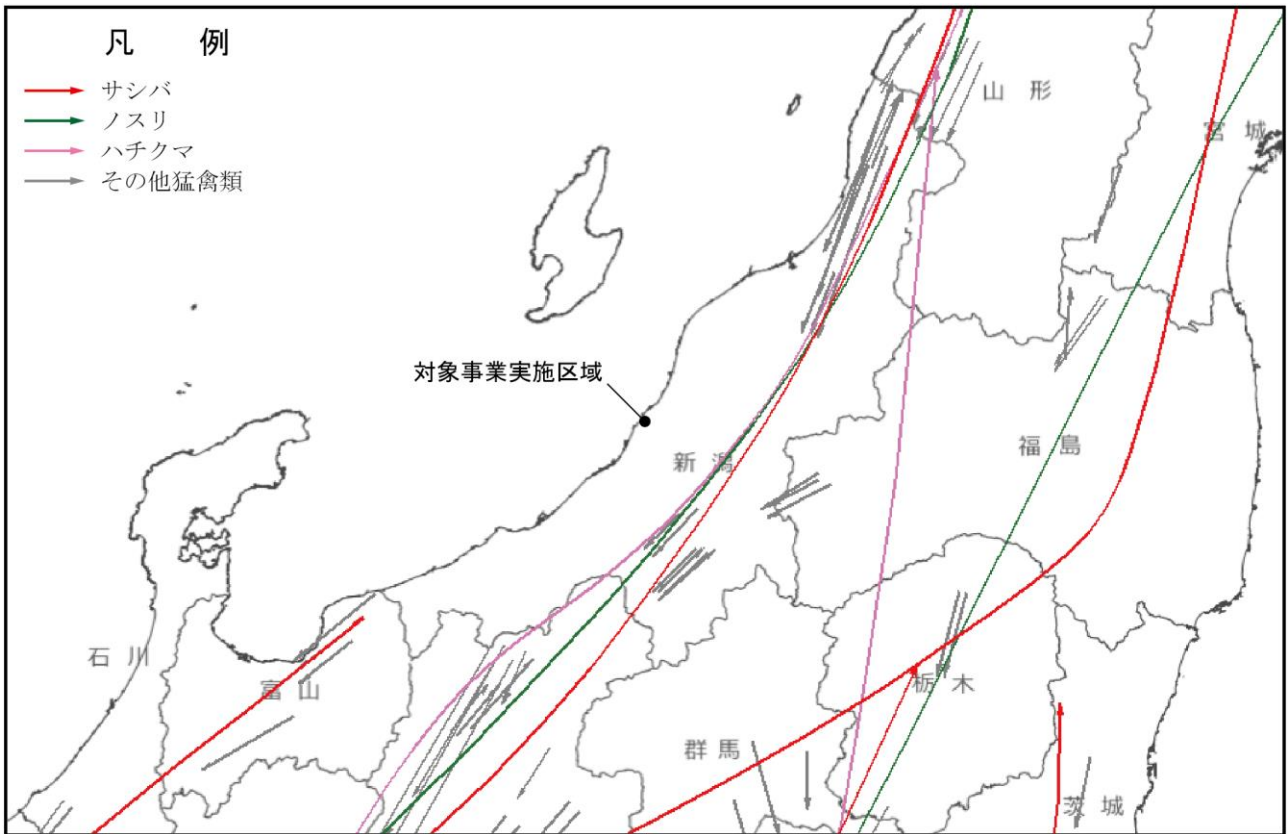 凡 例
サシバ
ノスリ
ハチクマ
その他猛禽類
山形
宮城
対象事業実施区域
新潟
福島
石川
富山
栃木
群馬
茨城